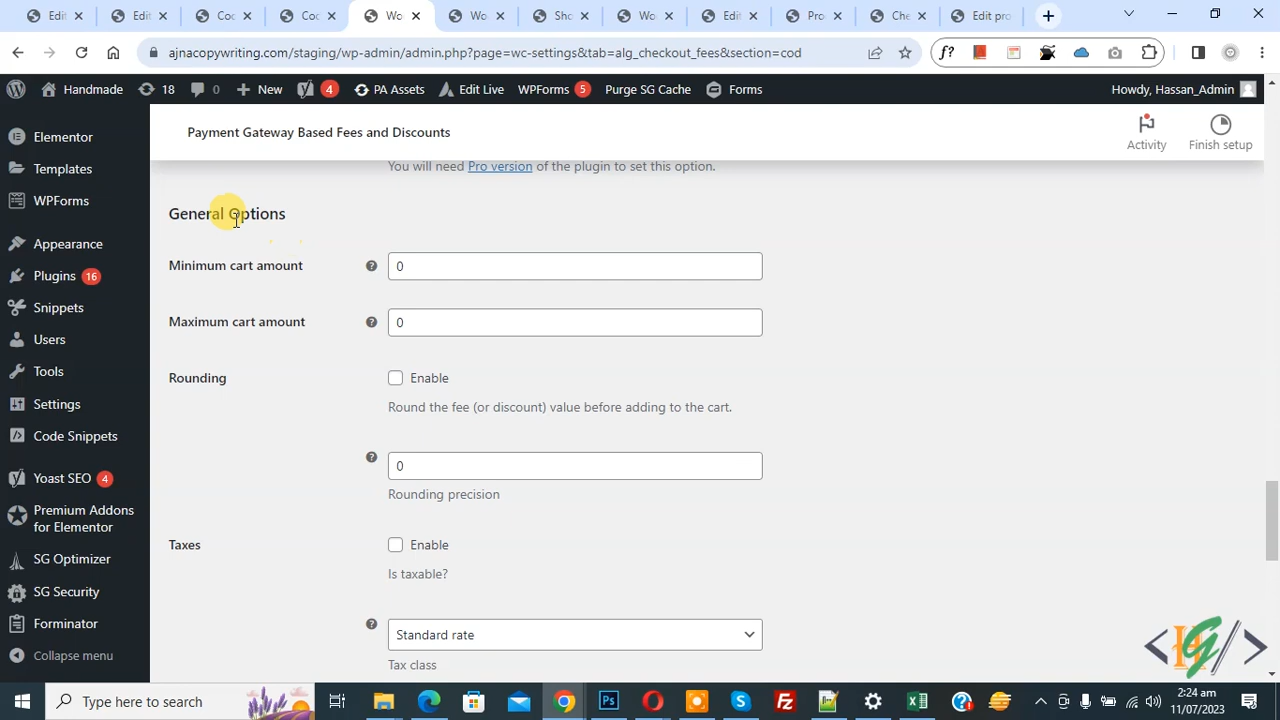 Edit
Edit
Co
Co
Wo
Wo
Sho
Wo
Edit
Pro
Che
Edit pro
ajnacopywriting.com/staging/wp-admin/admin.php?page=wc-settings&tab=alg_checkout_fees&section=cod
Handmade
18
0
New
4
PA Assets
Edit Live
WPForms 5
Purge SG Cache
Forms
Howdy, Hassan_Admin
Elementor
Templates
WPForms
Appearance
Plugins 16
Snippets
Users
Tools
Settings
Code Snippets
Yoast SEO 4
Premium Addons
for Elementor
SG Optimizer
SG Security
Forminator
Collapse menu
Payment Gateway Based Fees and Discounts
Activity
Finish setup
You will need Pro version of the plugin to set this option.
General Options
Minimum cart amount
0
Maximum cart amount
0
Rounding
Enable
Round the fee (or discount) value before adding to the cart.
0
Rounding precision
Taxes
Enable
Is taxable?
Standard rate
Tax class
Type here to search
2:24 am
11/07/2023